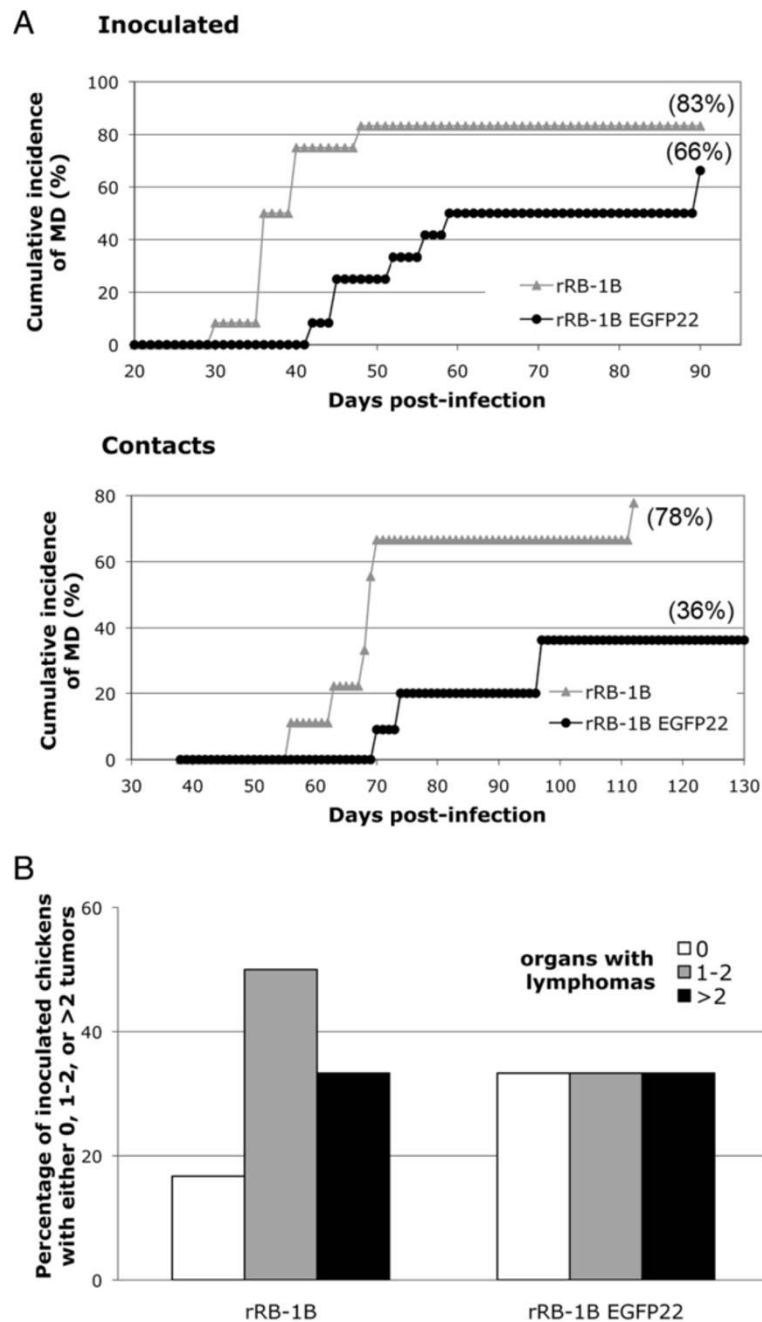 A
Inoculated
Cumulative incidence
of MD (%)
100
80
60
40
20
0
(83%)
(66%)
rRB-1B
rRB-1B EGFP22
20 30 40 50 60 70 80 90
Days post-infection
Contacts
Cumulative incidence
of MD (%)
80
60
40
20
0
(78%)
(36%)
rRB-1B
rRB-1B EGFP22
30 40 50 60 70 80 90 100 110 120 130
Days post-infection
B
Percentage of inoculated chickens
with either 0, 1-2, or >2 tumors
60
40
20
0
organs with
lymphomas
0
1-2
>2
rRB-1B rRB-1B EGFP22